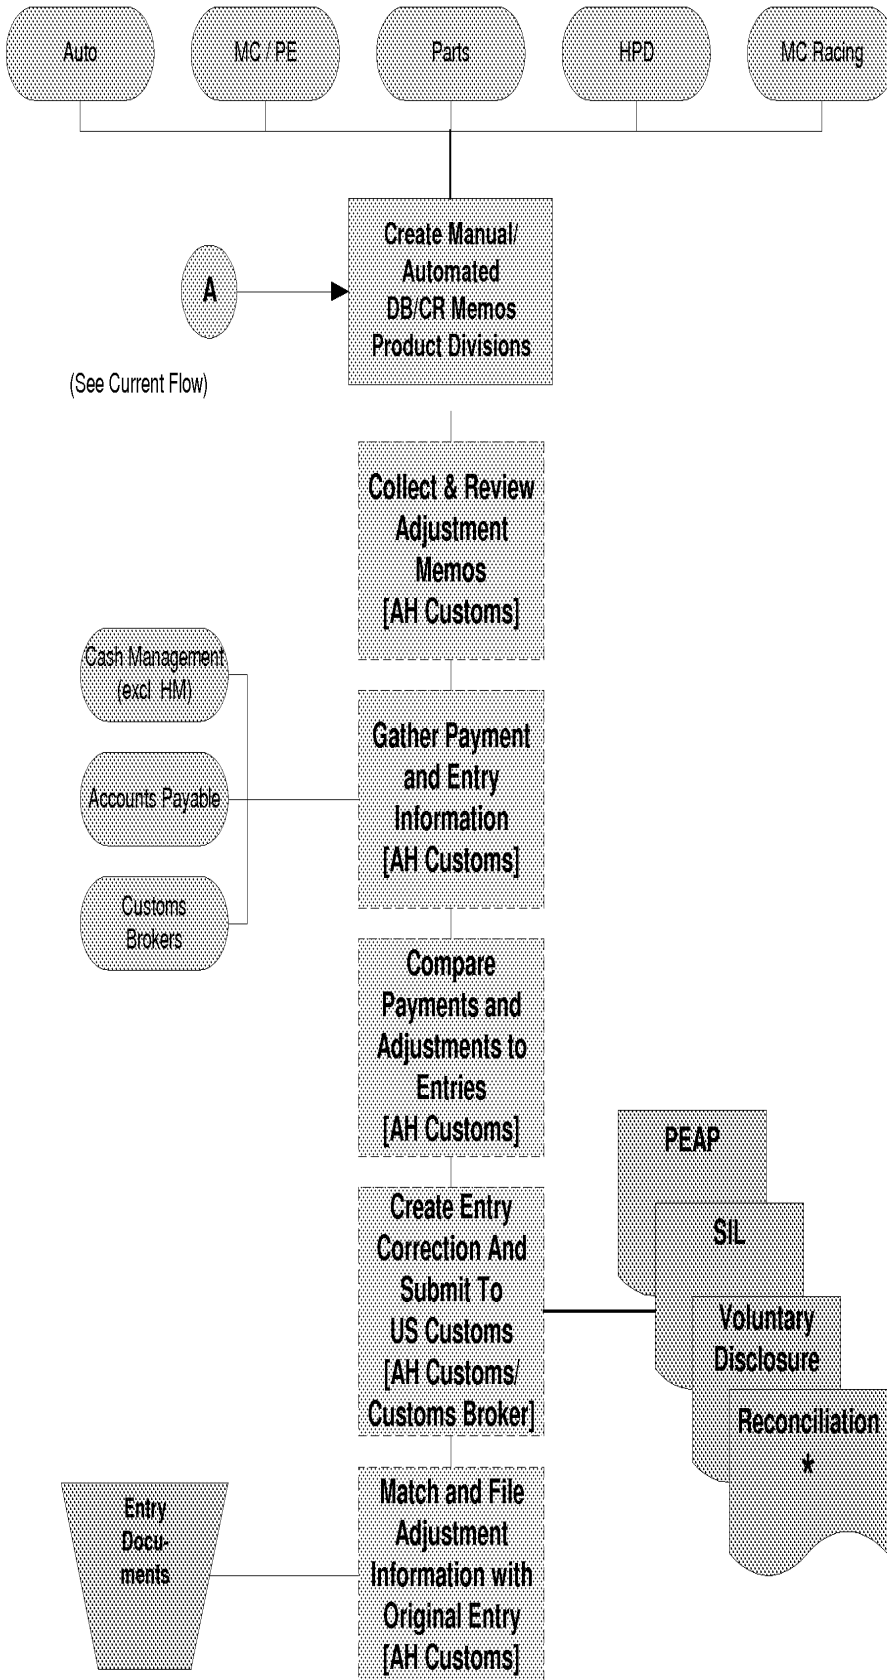 Auto
MC / PE
Parts
HPD
MC Racing
Create Manual/
Automated
DB/CR Memos
Product Divisions
A
(See Current Flow)
Collect & Review
Adjustment
Memos
[AH Customs]
Cash Management
(excl HM)
Accounts Payable
Customs
Brokers
Gather Payment
and Entry
Information
[AH Customs]
Compare
Payments and
Adjustments to
Entries
[AH Customs]
Create Entry
Correction And
Submit To
US Customs
[AH Customs/
Customs Broker]
PEAP
SIL
Voluntary
Disclosure
Reconciliation
*
Entry
Docu-
ments
Match and File
Adjustment
Information with
Original Entry
[AH Customs]